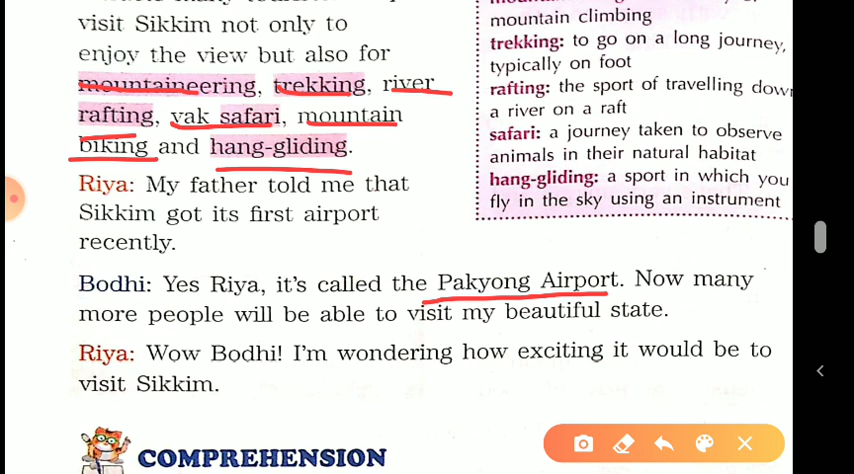 visit Sikkim not only to
enjoy the view but also for
mountaineering, trekking, river
rafting, yak safari, mountain
biking and hang-gliding.
Riya: My father told me that
Sikkim got its first airport
recently.
mountain climbing
trekking: to go on a long journey,
typically on foot
rafting: the sport of travelling down
a river on a raft
safari: a journey taken to observe
animals in their natural habitat
hang-gliding: a sport in which you
fly in the sky using an instrument
Bodhi: Yes Riya, it's called the Pakyong Airport. Now many
more people will be able to visit my beautiful state.
Riya: Wow Bodhi! I'm wondering how exciting it would be to
visit Sikkim.
COMPREHENSION